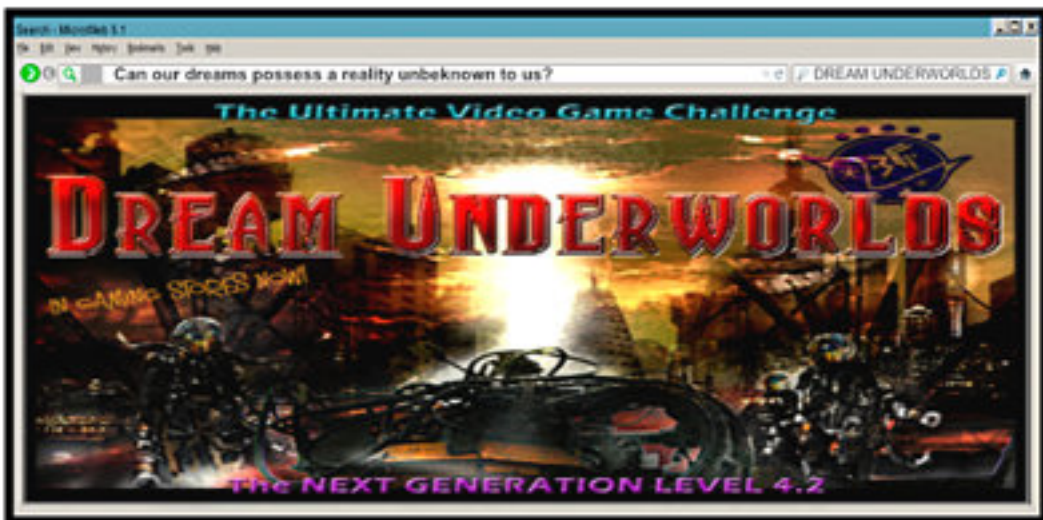 Search - MicroWeb 5.1
Can our dreams possess a reality unbeknown to us?
DREAM UNDERWORLDS
The Ultimate Video Game Challenge
DREAM UNDERWORLDS
IN GAMING STORES NOW!
The NEXT GENERATION LEVEL 4.2